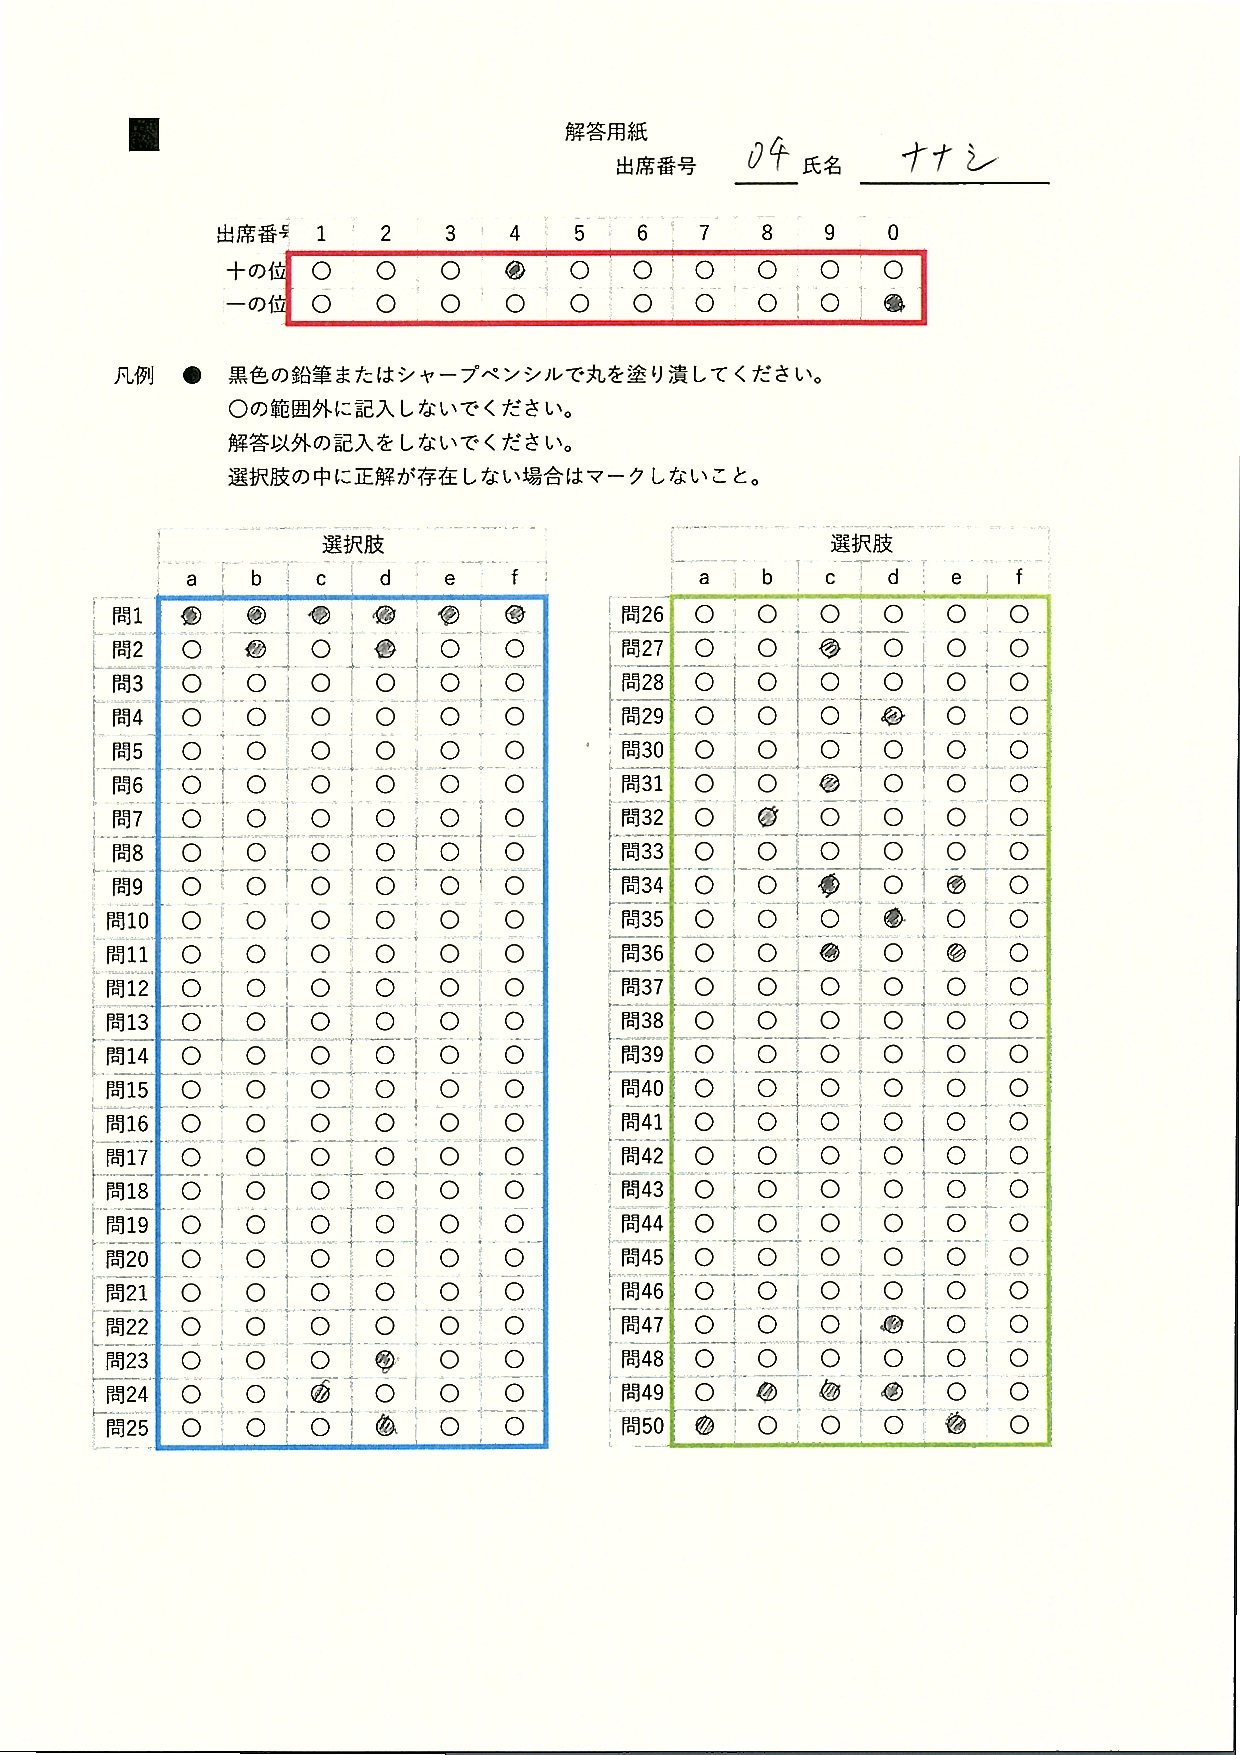 解答用紙
出席番号 04 氏名 ナナシ
出席番号 1 2 3 4 5 6 7 8 9 0
十の位
一の位
凡例 ● 黒色の鉛筆またはシャープペンシルで丸を塗り潰してください。
〇の範囲外に記入しないでください。
解答以外の記入をしないでください。
選択肢の中に正解が存在しない場合はマークしないこと。
選択肢
a b c d e f
問1
問2
問3
問4
問5
問6
問7
問8
問9
問10
問11
問12
問13
問14
問15
問16
問17
問18
問19
問20
問21
問22
問23
問24
問25
選択肢
a b c d e f
問26
問27
問28
問29
問30
問31
問32
問33
問34
問35
問36
問37
問38
問39
問40
問41
問42
問43
問44
問45
問46
問47
問48
問49
問50